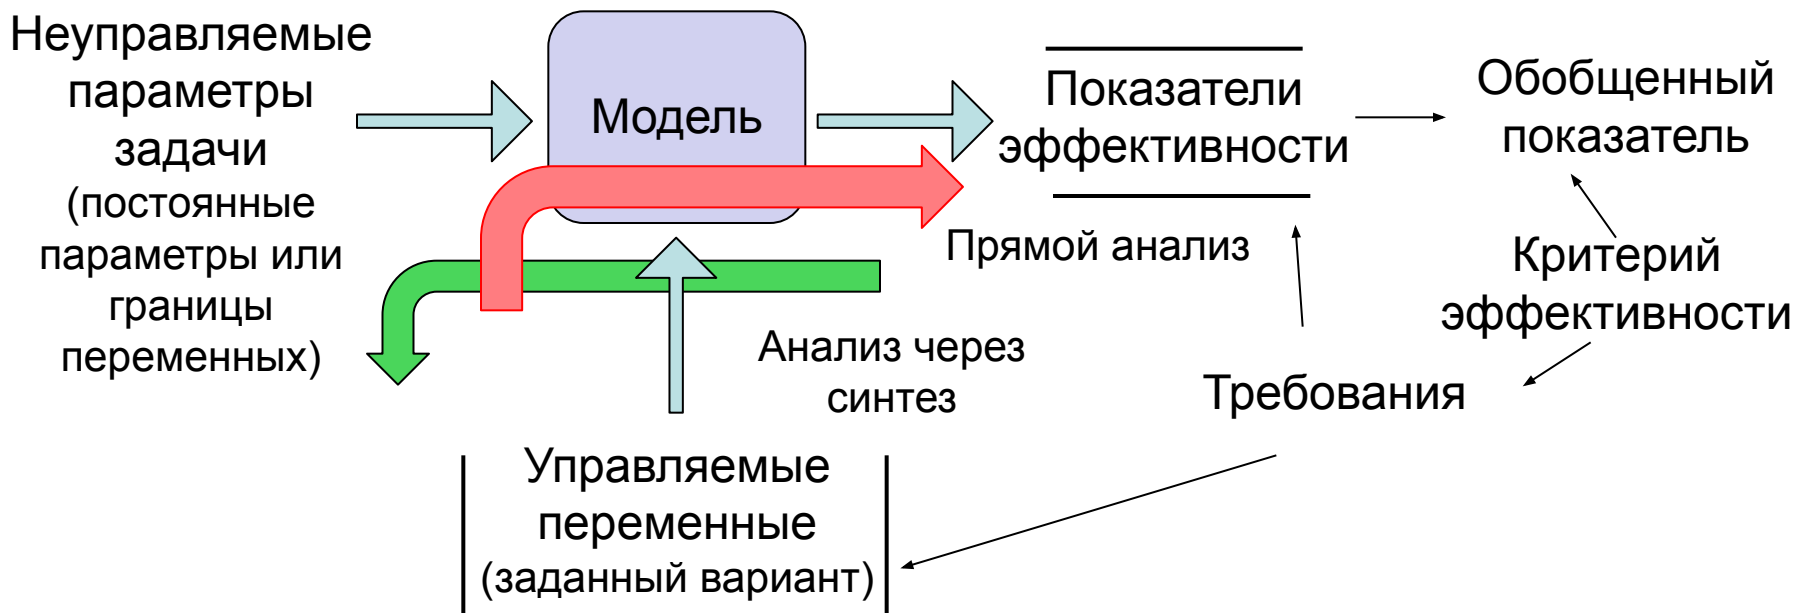 Неуправляемые
параметры
задачи
(постоянные
параметры или
границы
переменных)
Модель
Показатели
эффективности
Обобщенный
показатель
Прямой анализ
Критерий
эффективности
Анализ через
синтез
Требования
Управляемые
переменные
(заданный вариант)